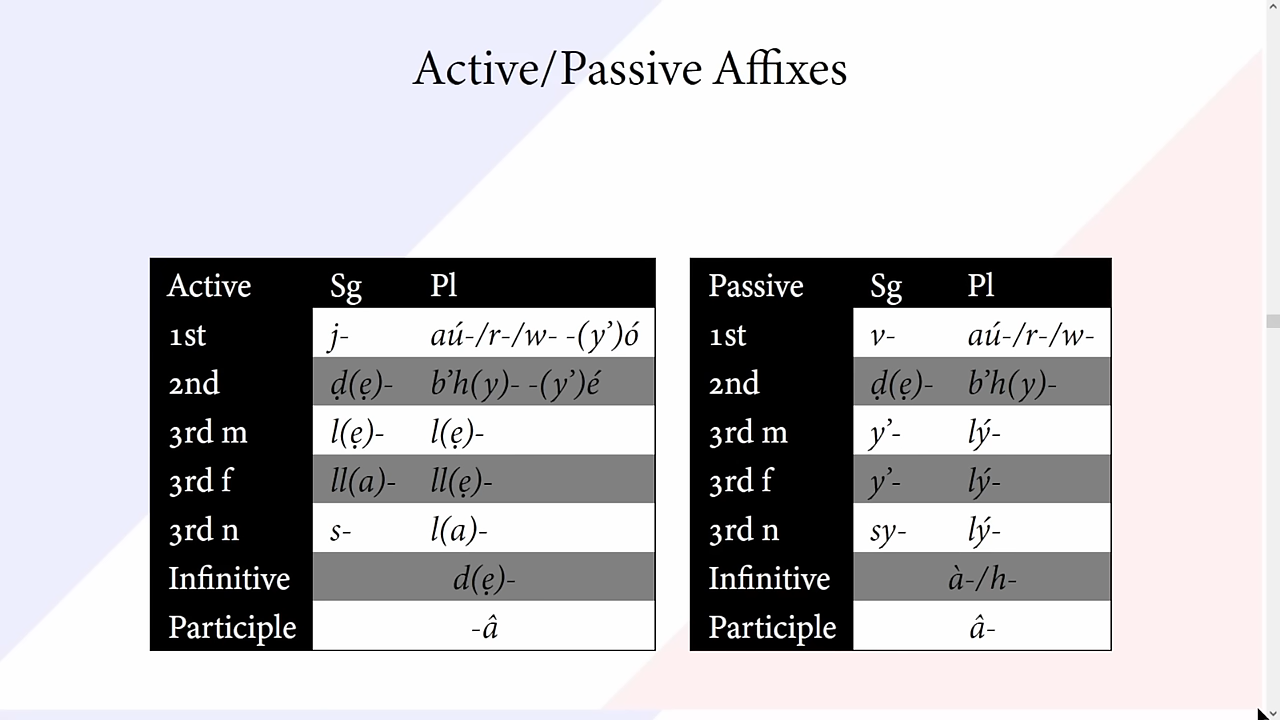 Active/Passive Affixes
Active Sg Pl
1st j- aú-/r-/w- -(y’)ó
2nd ḍ(ẹ)- b’h(y)- -(y’)é
3rd m l(ẹ)- l(ẹ)-
3rd f ll(a)- ll(ẹ)-
3rd n s- l(a)-
Infinitive d(ẹ)-
Participle -â
Passive Sg Pl
1st v- aú-/r-/w-
2nd ḍ(ẹ)- b’h(y)-
3rd m y’- lý-
3rd f y’- lý-
3rd n sy- lý-
Infinitive à-/h-
Participle â-